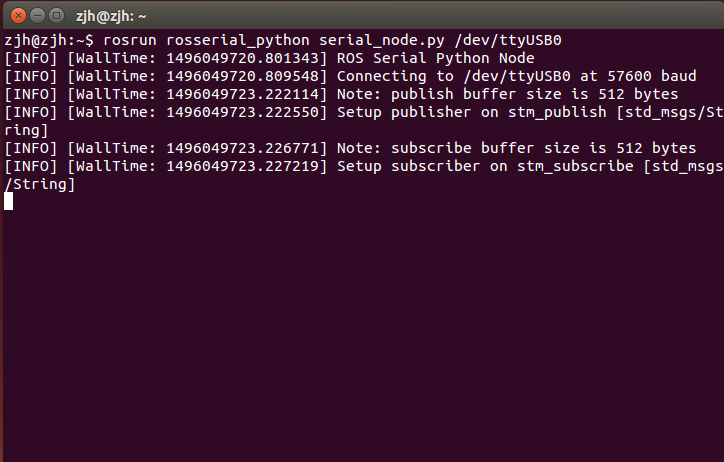 zjh@zjh: ~
zjh@zjh:~$ rosrun rosserial_python serial_node.py /dev/ttyUSB0
[INFO] [WallTime: 1496049720.801343] ROS Serial Python Node
[INFO] [WallTime: 1496049720.809548] Connecting to /dev/ttyUSB0 at 57600 baud
[INFO] [WallTime: 1496049723.222114] Note: publish buffer size is 512 bytes
[INFO] [WallTime: 1496049723.222550] Setup publisher on stm_publish [std_msgs/St
ring]
[INFO] [WallTime: 1496049723.226771] Note: subscribe buffer size is 512 bytes
[INFO] [WallTime: 1496049723.227219] Setup subscriber on stm_subscribe [std_msgs
/String]